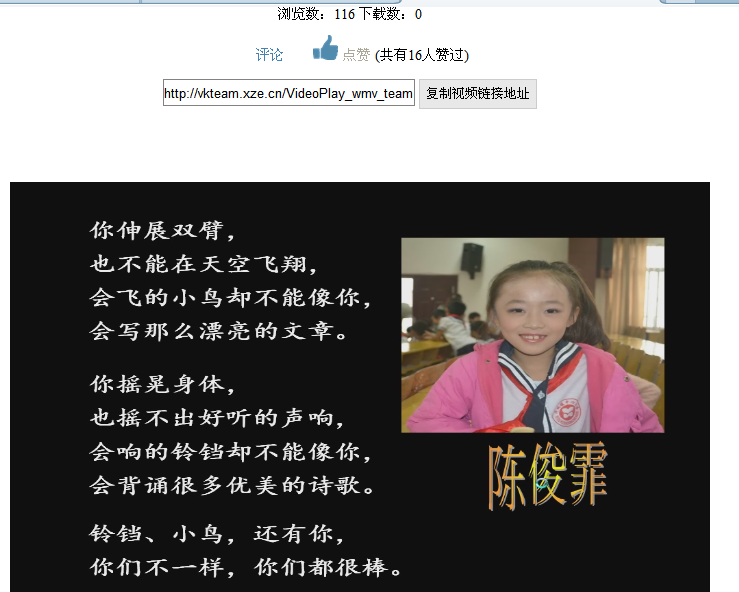 浏览数：116 下载数：0
评论 点赞 (共有16人赞过)
http://vkteam.xze.cn/VideoPlay_wmv_team 复制视频链接地址
你伸展双臂，
也不能在天空飞翔，
会飞的小鸟却不能像你，
会写那么漂亮的文章。
你摇晃身体，
也摇不出好听的声响，
会响的铃铛却不能像你，
会背诵很多优美的诗歌。
陈俊霏
铃铛、小鸟，还有你，
你们不一样，你们都很棒。